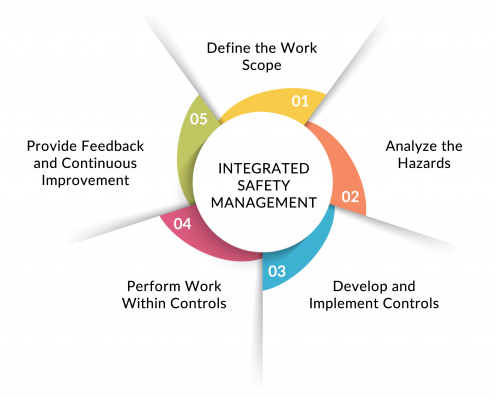 Define the Work
Scope
01
Analyze the
Hazards
02
Develop and
Implement Controls
03
Perform Work
Within Controls
04
Provide Feedback
and Continuous
Improvement
05
INTEGRATED
SAFETY
MANAGEMENT